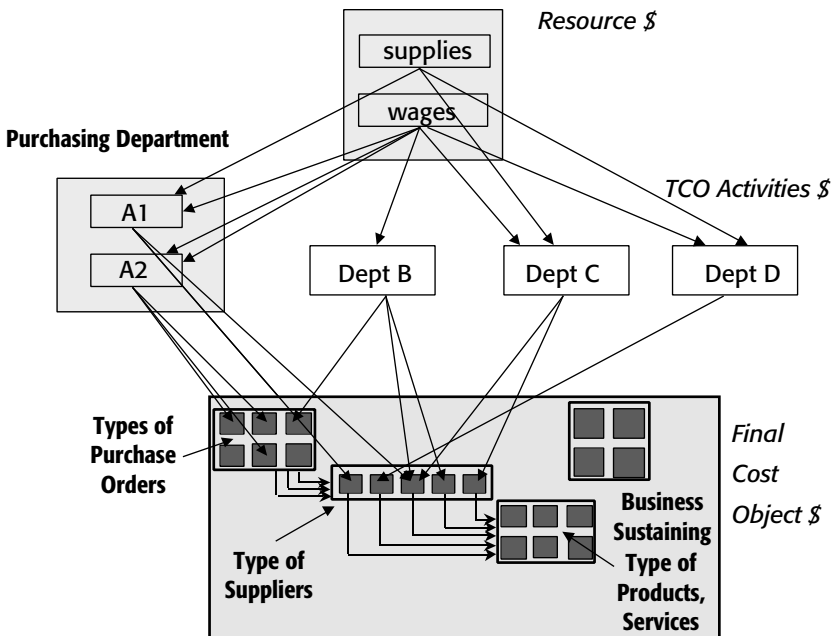 Resource $
supplies
wages
Purchasing Department
TCO Activities $
A1
A2
Dept B
Dept C
Dept D
Types of
Purchase
Orders
Final
Cost
Object $
Type of
Suppliers
Business
Sustaining
Type of
Products,
Services